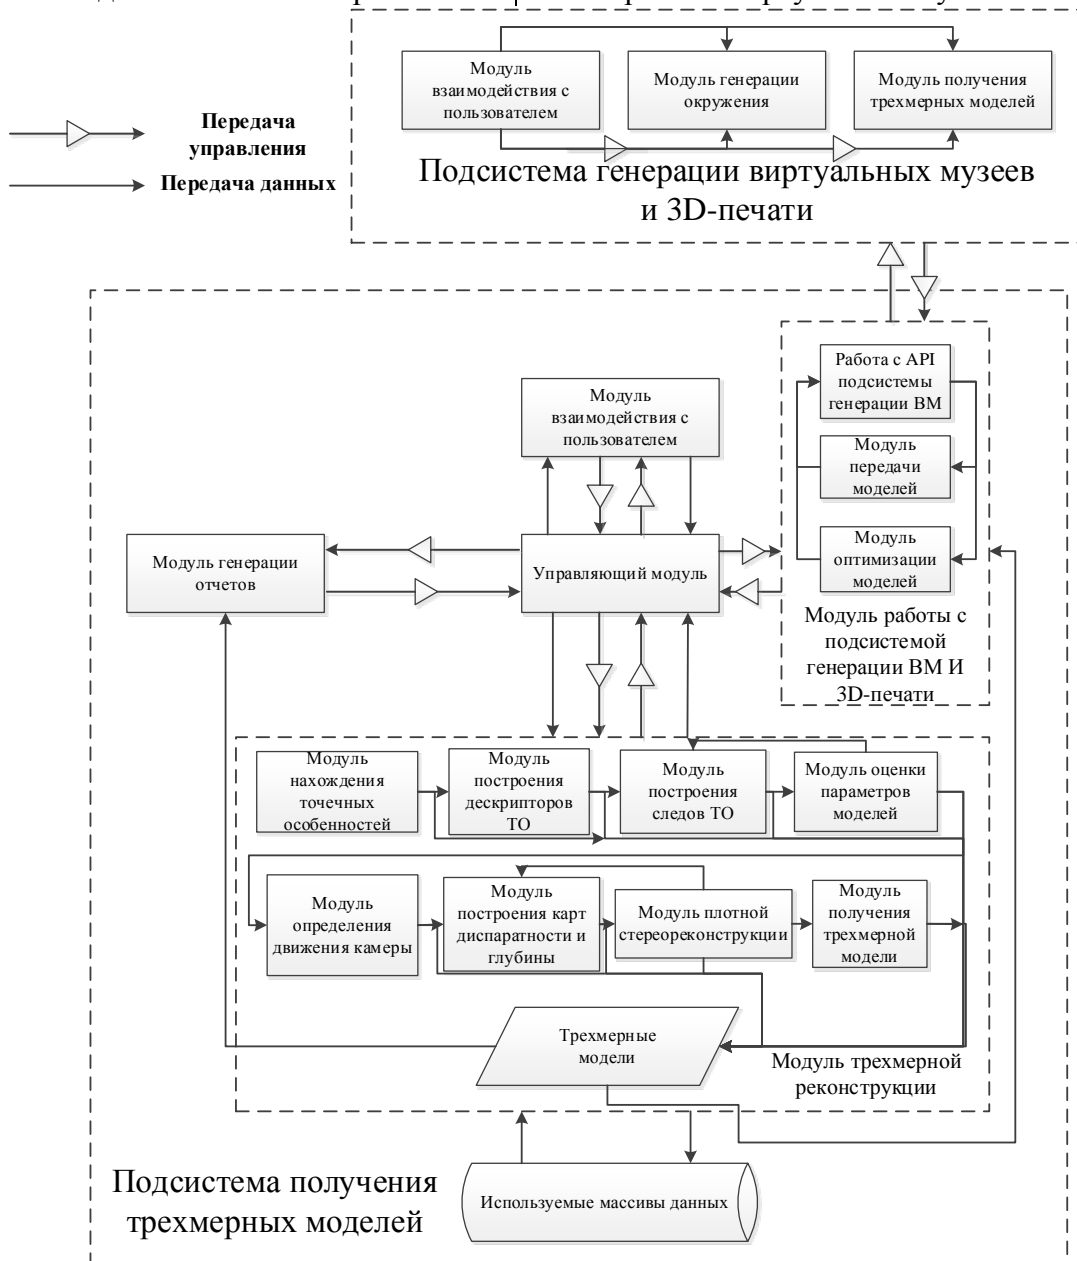 Модуль
взаимодействия с
пользователем
Модуль генерации
окружения
Модуль получения
трехмерных моделей
Передача
управления
Передача данных
Подсистема генерации виртуальных музеев
и 3D-печати
Работа с API
подсистемы
генерации ВМ
Модуль
передачи
моделей
Модуль
оптимизации
моделей
Модуль работы с
подсистемой
генерации ВМ И
3D-печати
Модуль
взаимодействия с
пользователем
Модуль генерации
отчетов
Управляющий модуль
Модуль
нахождения
точечных
особенностей
Модуль
построения
дескрипторов
ТО
Модуль
построения
следов ТО
Модуль оценки
параметров
моделей
Модуль
определения
движения камеры
Модуль
построения карт
диспаратности и
глубины
Модуль плотной
стереореконструкции
Модуль
получения
трехмерной
модели
Трехмерные
модели
Модуль трехмерной
реконструкции
Подсистема получения
трехмерных моделей
Используемые массивы данных